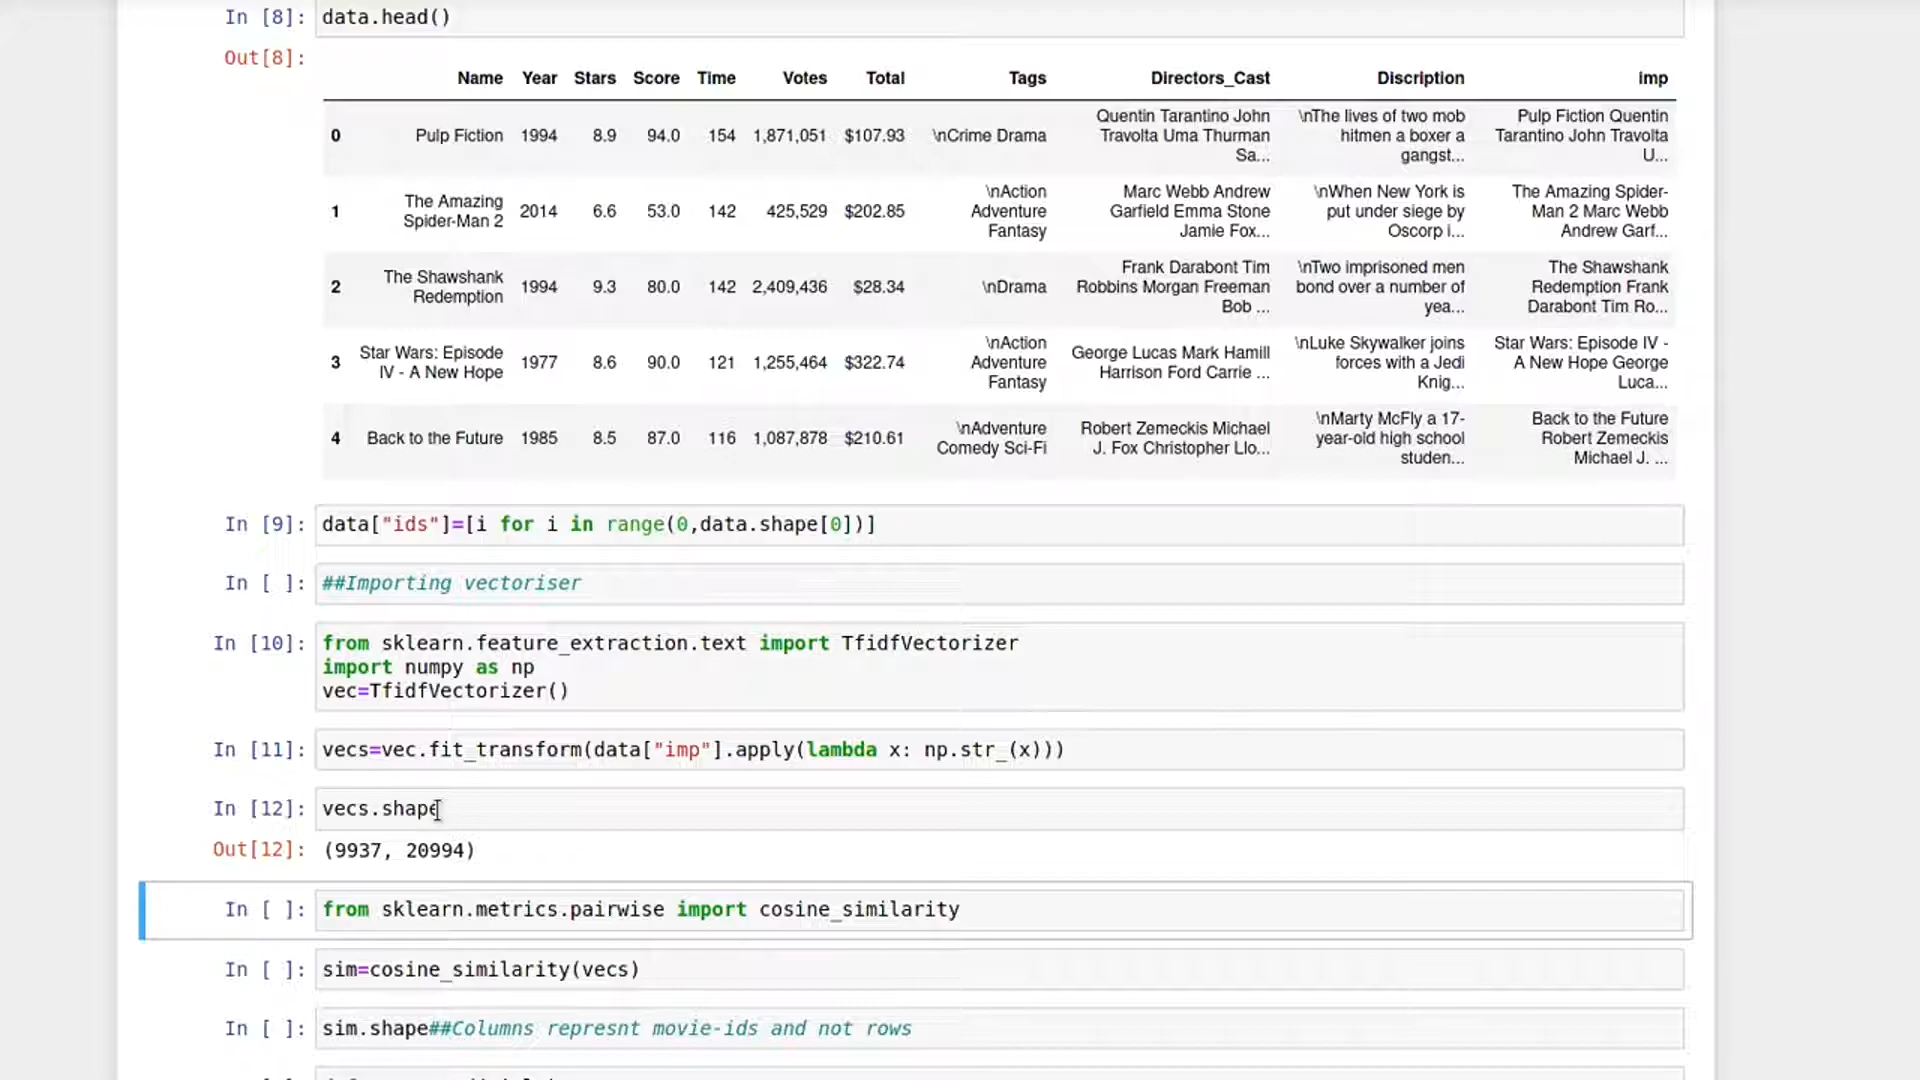 In [8]: data.head()
Out[8]:
Name Year Stars Score Time Votes Total Tags Directors_Cast Discription imp
0 Pulp Fiction 1994 8.9 94.0 154 1,871,051 $107.93 \nCrime Drama Quentin Tarantino John Travolta Uma Thurman Sa... \nThe lives of two mob hitmen a boxer a gangst... Pulp Fiction Quentin Tarantino John Travolta U...
1 The Amazing Spider-Man 2 2014 6.6 53.0 142 425,529 $202.85 \nAction Adventure Fantasy Marc Webb Andrew Garfield Emma Stone Jamie Fox... \nWhen New York is put under siege by Oscorp i... The Amazing Spider-Man 2 Marc Webb Andrew Garf...
2 The Shawshank Redemption 1994 9.3 80.0 142 2,409,436 $28.34 \nDrama Frank Darabont Tim Robbins Morgan Freeman Bob ... \nTwo imprisoned men bond over a number of yea... The Shawshank Redemption Frank Darabont Tim Ro...
3 Star Wars: Episode IV - A New Hope 1977 8.6 90.0 121 1,255,464 $322.74 \nAction Adventure Fantasy George Lucas Mark Hamill Harrison Ford Carrie ... \nLuke Skywalker joins forces with a Jedi Knig... Star Wars: Episode IV - A New Hope George Luca...
4 Back to the Future 1985 8.5 87.0 116 1,087,878 $210.61 \nAdventure Comedy Sci-Fi Robert Zemeckis Michael J. Fox Christopher Llo... \nMarty McFly a 17-year-old high school studen... Back to the Future Robert Zemeckis Michael J. ...
In [9]: data["ids"]=[i for i in range(0,data.shape[0])]
In [ ]: ##Importing vectoriser
In [10]: from sklearn.feature_extraction.text import TfidfVectorizer
import numpy as np
vec=TfidfVectorizer()
In [11]: vecs=vec.fit_transform(data["imp"].apply(lambda x: np.str_(x)))
In [12]: vecs.shape
Out[12]: (9937, 20994)
In [ ]: from sklearn.metrics.pairwise import cosine_similarity
In [ ]: sim=cosine_similarity(vecs)
In [ ]: sim.shape##Columns represnt movie-ids and not rows